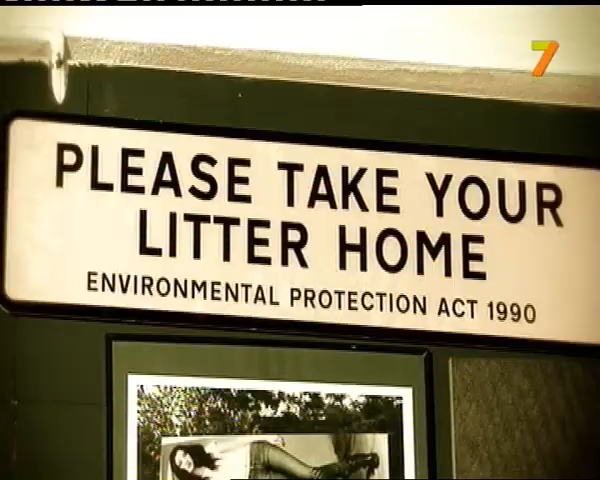 7
PLEASE TAKE YOUR
LITTER HOME
ENVIRONMENTAL PROTECTION ACT 1990